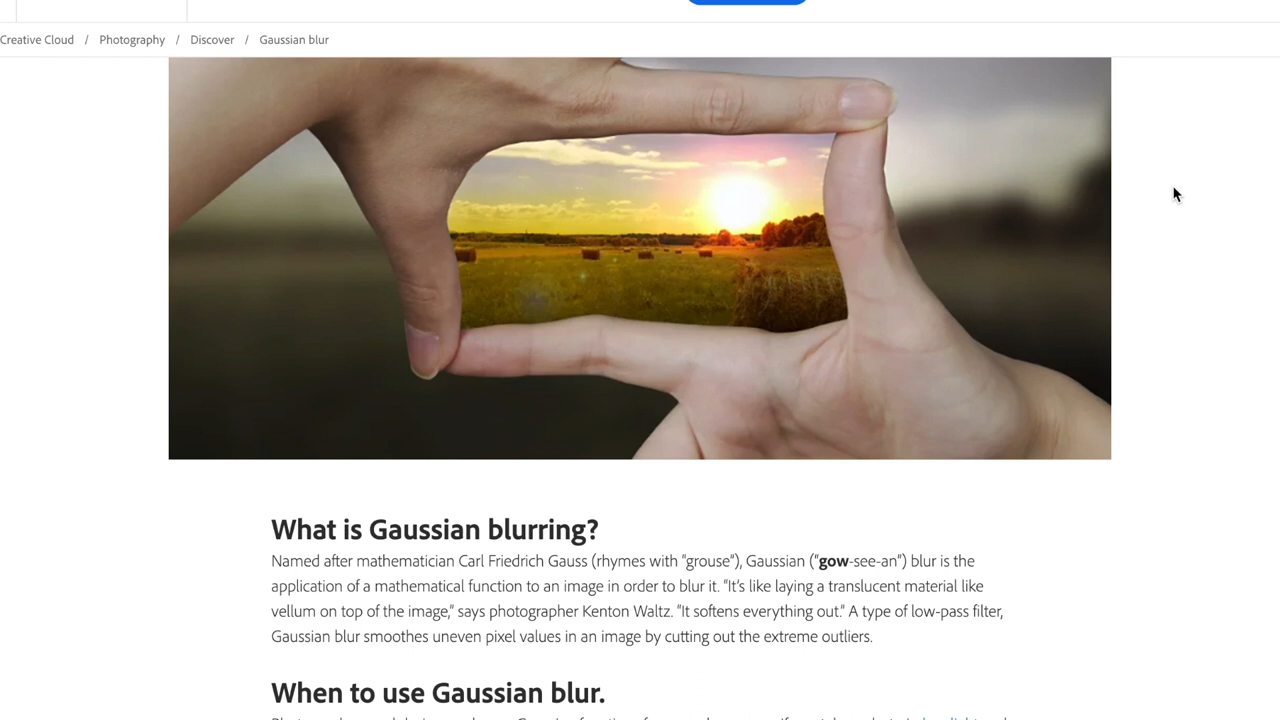 Creative Cloud / Photography / Discover / Gaussian blur
What is Gaussian blurring?
Named after mathematician Carl Friedrich Gauss (rhymes with “grouse”), Gaussian (“gow-see-an”) blur is the
application of a mathematical function to an image in order to blur it. “It’s like laying a translucent material like
vellum on top of the image,” says photographer Kenton Waltz. “It softens everything out.” A type of low-pass filter,
Gaussian blur smoothes uneven pixel values in an image by cutting out the extreme outliers.
When to use Gaussian blur.